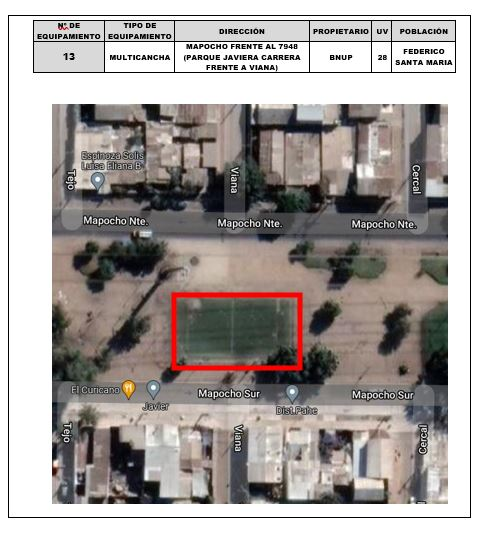 Nº DE EQUIPAMIENTO
TIPO DE EQUIPAMIENTO
DIRECCIÓN
PROPIETARIO
UV
POBLACIÓN
13
MULTICANCHA
MAPOCHO FRENTE AL 7948
(PARQUE JAVIERA CARRERA
FRENTE A VIANA)
BNUP
28
FEDERICO
SANTA MARIA
Espinoza Solis
Luisa Eliana B
Tejo
Viana
Cercal
Mapocho Nte.
Mapocho Nte.
Mapocho Nte.
El Curicano
Javier
Mapocho Sur
Dist.Pahe
Mapocho Sur
Tejo
Viana
Cercal